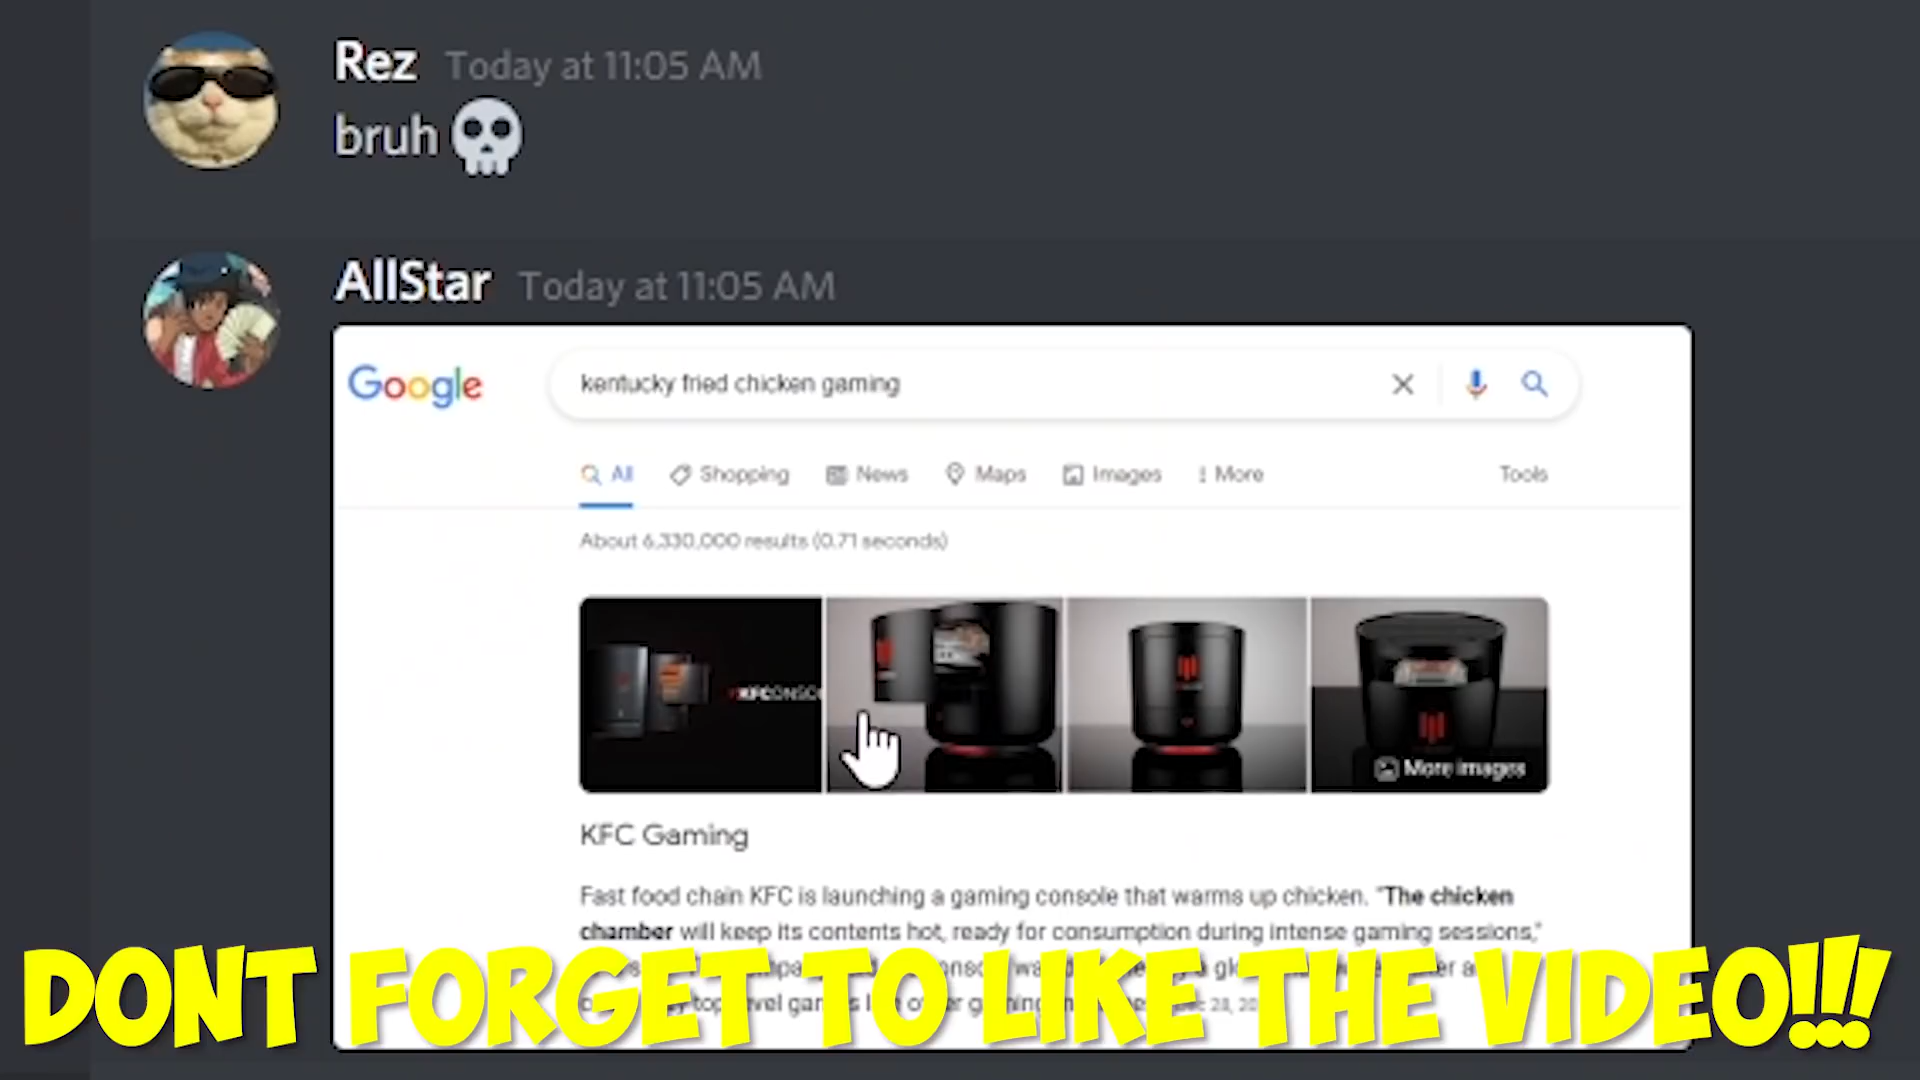 Rez Today at 11:05 AM
bruh
AllStar Today at 11:05 AM
Google kentucky fried chicken gaming
All Shopping News Maps Images More Tools
About 6,330,000 results (0.71 seconds)
KFCONSO
More images
KFC Gaming
Fast food chain KFC is launching a gaming console that warms up chicken. "The chicken
chamber will keep its contents hot, ready for consumption during intense gaming sessions,"
DONT FORGET TO LIKE THE VIDEO!!!